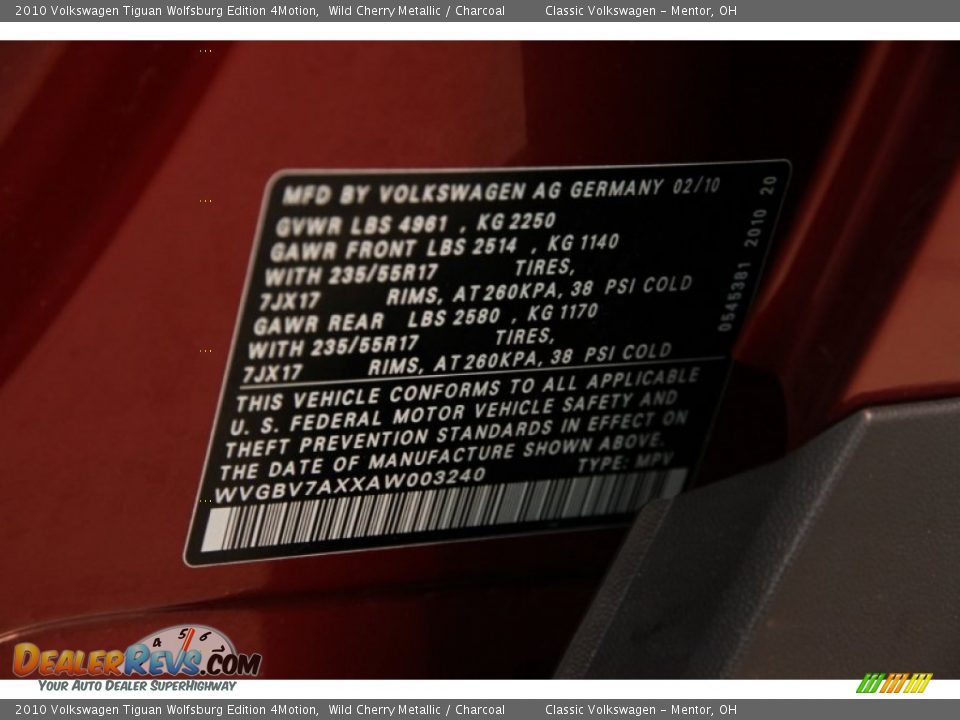 2010 Volkswagen Tiguan Wolfsburg Edition 4Motion, Wild Cherry Metallic / Charcoal Classic Volkswagen - Mentor, OH
MFD BY VOLKSWAGEN AG GERMANY 02/10
GVWR LBS 4961 , KG 2250
GAWR FRONT LBS 2514 , KG 1140
WITH 235/55R17 TIRES,
7JX17 RIMS, AT 260KPA, 38 PSI COLD
GAWR REAR LBS 2580 , KG 1170
WITH 235/55R17 TIRES,
7JX17 RIMS, AT 260KPA, 38 PSI COLD
THIS VEHICLE CONFORMS TO ALL APPLICABLE
U. S. FEDERAL MOTOR VEHICLE SAFETY AND
THEFT PREVENTION STANDARDS IN EFFECT ON
THE DATE OF MANUFACTURE SHOWN ABOVE.
WVGBV7AXXAW003240 TYPE: MPV
0545381 2010 20
4 5 6
DEALERREVS.COM
YOUR AUTO DEALER SUPERHIGHWAY
2010 Volkswagen Tiguan Wolfsburg Edition 4Motion, Wild Cherry Metallic / Charcoal Classic Volkswagen - Mentor, OH